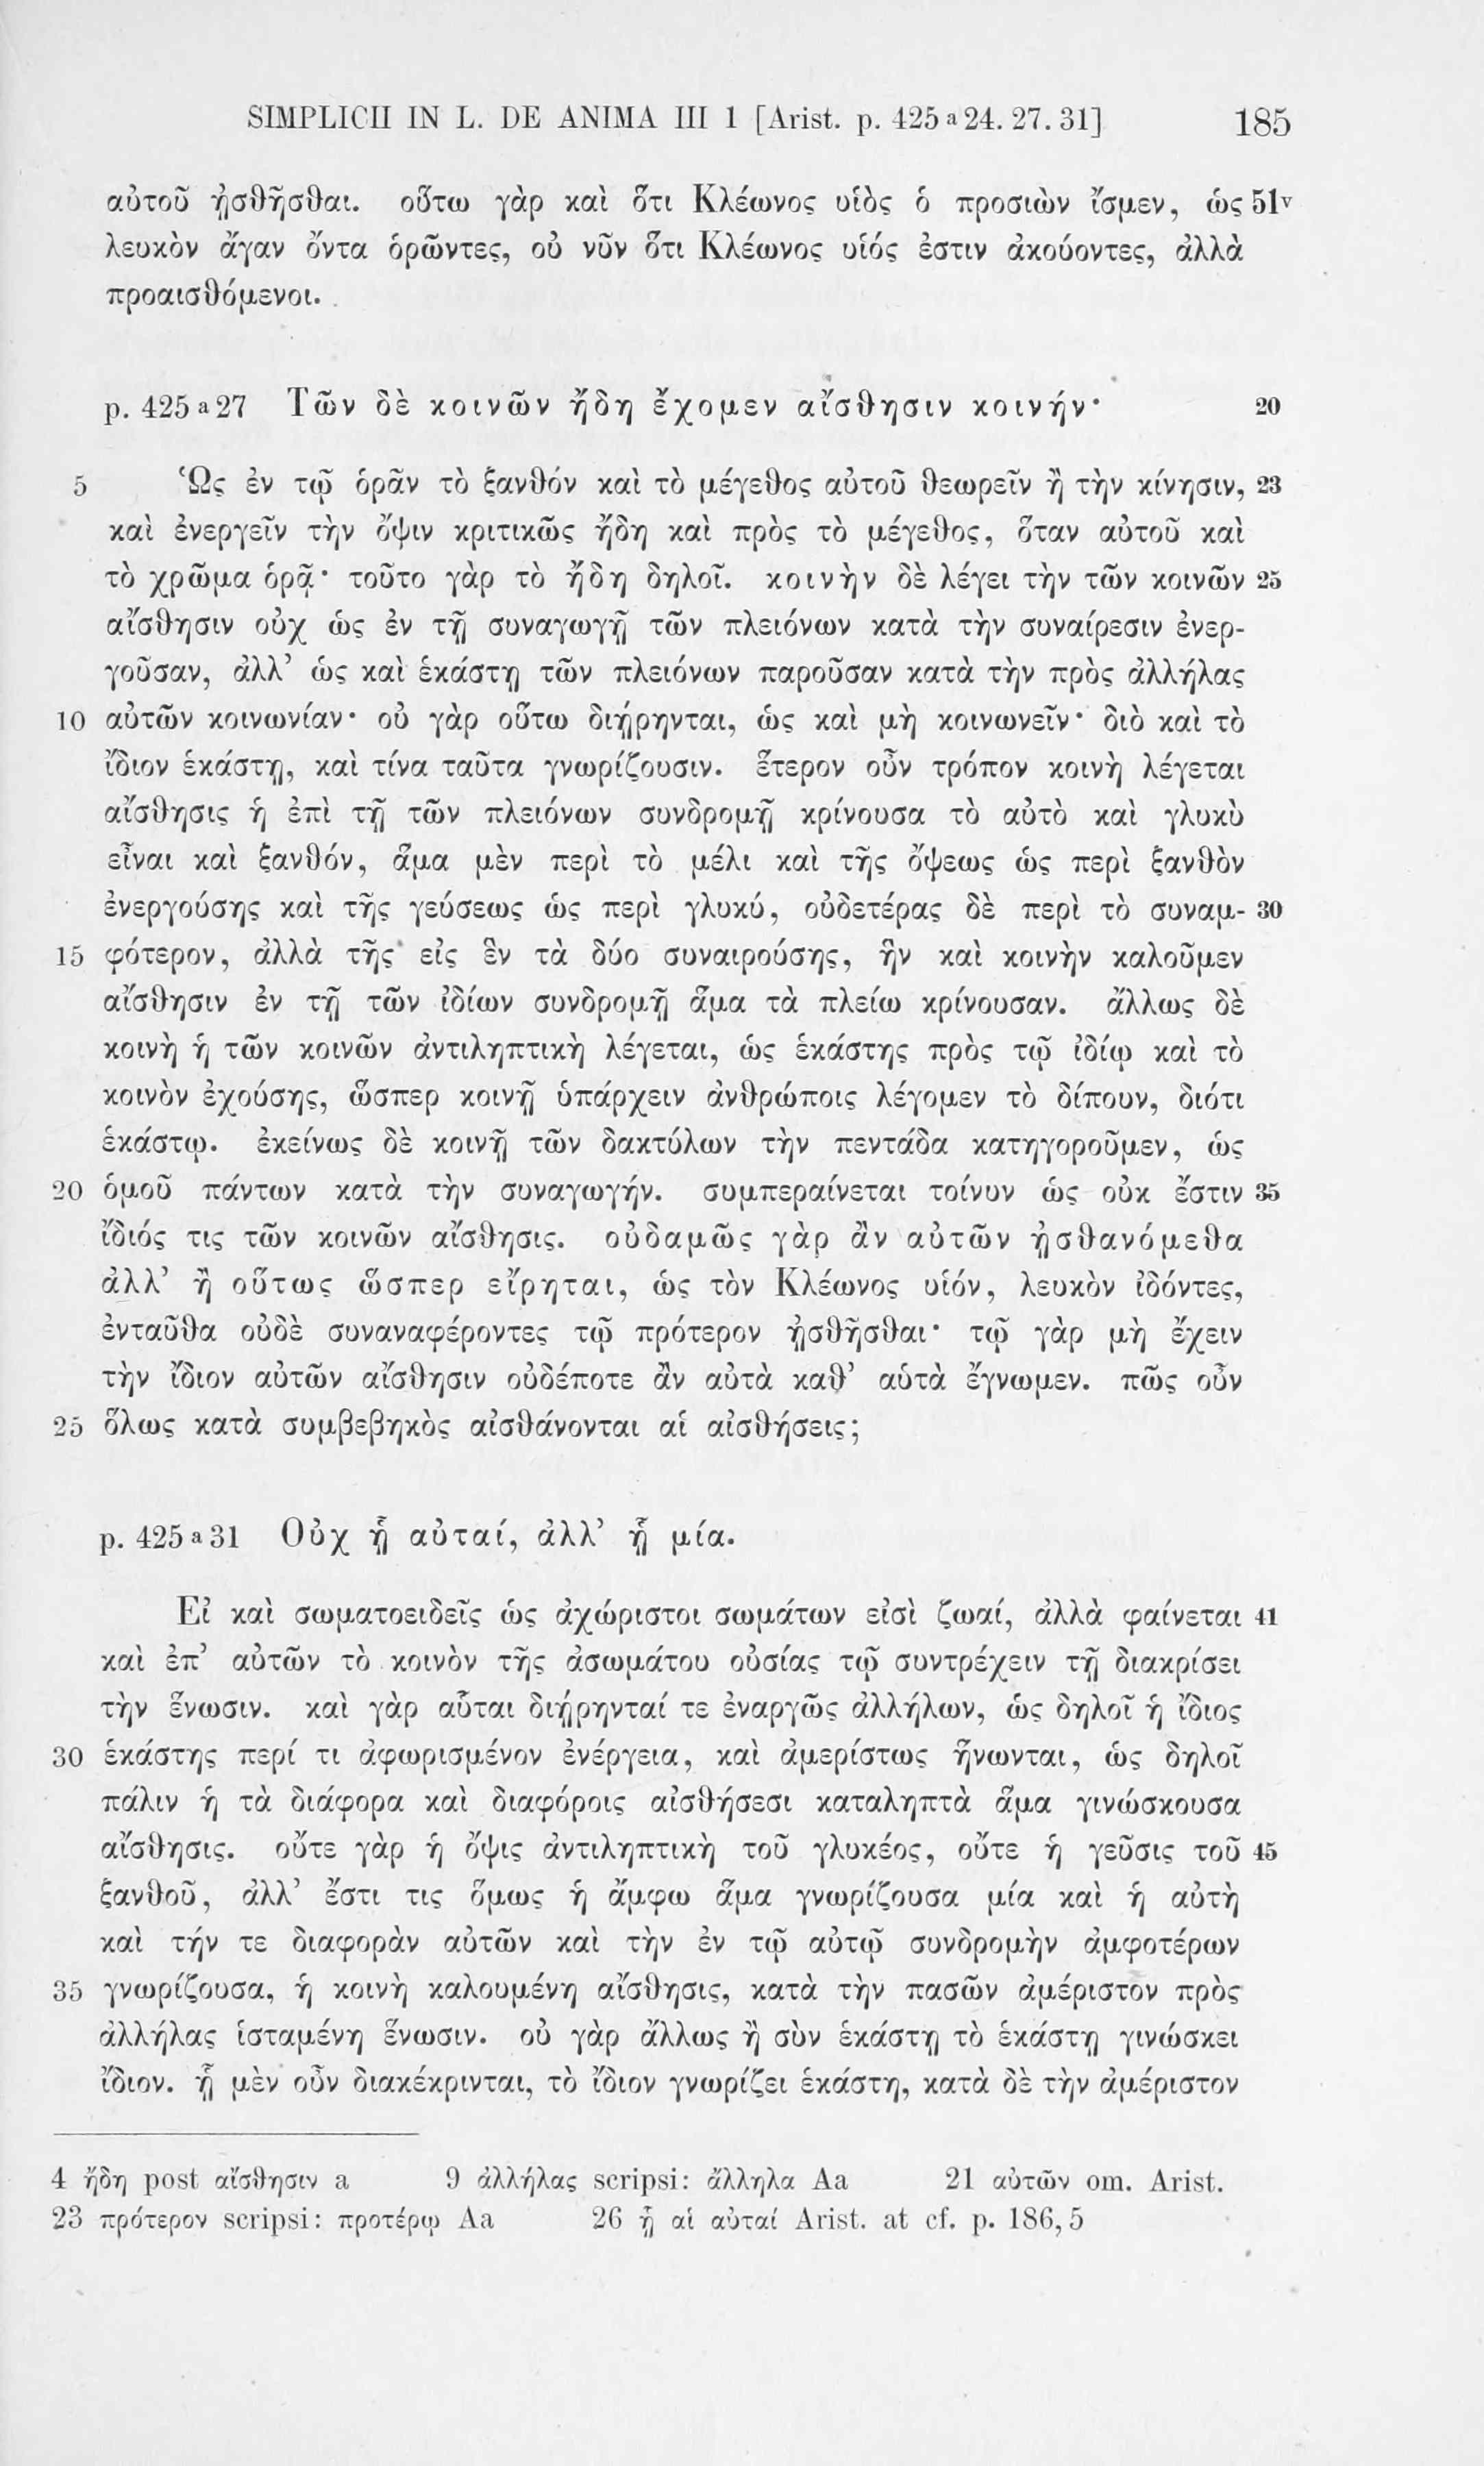 SIMPLICII IN L. DE ANIMA III 1 [Arist. p. 425 a 24. 27. 31] 185
αὐτοῦ ᾐσθῆσθαι. οὕτω γὰρ καὶ ὅτι Κλέωνος υἱὸς ὁ προσιὼν ἴσμεν, ὡς 51v
λευκὸν ἄγαν ὄντα ὁρῶντες, οὐ νῦν ὅτι Κλέωνος υἱός ἐστιν ἀκούοντες, ἀλλὰ
προαισθόμενοι.
p. 425 a 27 Τῶν δὲ κοινῶν ἤδη ἔχομεν αἴσθησιν κοινήν· 20
5 Ὡς ἐν τῷ ὁρᾶν τὸ ξανθόν καὶ τὸ μέγεθος αὐτοῦ θεωρεῖν ἢ τὴν κίνησιν, 23
καὶ ἐνεργεῖν τὴν ὄψιν κριτικῶς ἤδη καὶ πρὸς τὸ μέγεθος, ὅταν αὐτοῦ καὶ
τὸ χρῶμα ὁρᾷ· τοῦτο γὰρ τὸ ἤδη δηλοῖ. κοινὴν δὲ λέγει τὴν τῶν κοινῶν 25
αἴσθησιν οὐχ ὡς ἐν τῇ συναγωγῇ τῶν πλειόνων κατὰ τὴν συναίρεσιν ἐνερ-
γοῦσαν, ἀλλ’ ὡς καὶ ἑκάστῃ τῶν πλειόνων παροῦσαν κατὰ τὴν πρὸς ἀλλήλας
10 αὐτῶν κοινωνίαν· οὐ γὰρ οὕτω διῄρηνται, ὡς καὶ μὴ κοινωνεῖν· διὸ καὶ τὸ
ἴδιον ἑκάστῃ, καὶ τίνα ταῦτα γνωρίζουσιν. ἕτερον οὖν τρόπον κοινὴ λέγεται
αἴσθησις ἡ ἐπὶ τῇ τῶν πλειόνων συνδρομῇ κρίνουσα τὸ αὐτὸ καὶ γλυκὺ
εἶναι καὶ ξανθόν, ἅμα μὲν περὶ τὸ μέλι καὶ τῆς ὄψεως ὡς περὶ ξανθὸν
ἐνεργούσης καὶ τῆς γεύσεως ὡς περὶ γλυκύ, οὐδετέρας δὲ περὶ τὸ συναμ- 30
15 φότερον, ἀλλὰ τῆς εἰς ἓν τὰ δύο συναιρούσης, ἣν καὶ κοινὴν καλοῦμεν
αἴσθησιν ἐν τῇ τῶν ἰδίων συνδρομῇ ἅμα τὰ πλείω κρίνουσαν. ἄλλως δὲ
κοινὴ ἡ τῶν κοινῶν ἀντιληπτικὴ λέγεται, ὡς ἑκάστης πρὸς τῷ ἰδίῳ καὶ τὸ
κοινὸν ἐχούσης, ὥσπερ κοινῇ ὑπάρχειν ἀνθρώποις λέγομεν τὸ δίπουν, διότι
ἑκάστῳ. ἐκείνως δὲ κοινῇ τῶν δακτύλων τὴν πεντάδα κατηγοροῦμεν, ὡς
20 ὁμοῦ πάντων κατὰ τὴν συναγωγήν. συμπεραίνεται τοίνυν ὡς οὐκ ἔστιν 35
ἴδιός τις τῶν κοινῶν αἴσθησις. οὐδαμῶς γὰρ ἂν αὐτῶν ᾐσθανόμεθα
ἀλλ’ ἢ οὕτως ὥσπερ εἴρηται, ὡς τὸν Κλέωνος υἱόν, λευκὸν ἰδόντες,
ἐνταῦθα οὐδὲ συναναφέροντες τῷ πρότερον ᾐσθῆσθαι· τῷ γὰρ μὴ ἔχειν
τὴν ἴδιον αὐτῶν αἴσθησιν οὐδέποτε ἂν αὐτὰ καθ’ αὑτὰ ἔγνωμεν. πῶς οὖν
25 ὅλως κατὰ συμβεβηκὸς αἰσθάνονται αἱ αἰσθήσεις;
p. 425 a 31 Οὐχ ᾗ αὐταί, ἀλλ’ ᾗ μία.
Εἰ καὶ σωματοειδεῖς ὡς ἀχώριστοι σωμάτων εἰσὶ ζωαί, ἀλλὰ φαίνεται 41
καὶ ἐπ’ αὐτῶν τὸ κοινὸν τῆς ἀσωμάτου οὐσίας τῷ συντρέχειν τῇ διακρίσει
τὴν ἕνωσιν. καὶ γὰρ αὗται διῄρηνταί τε ἐναργῶς ἀλλήλων, ὡς δηλοῖ ἡ ἴδιος
30 ἑκάστης περί τι ἀφωρισμένον ἐνέργεια, καὶ ἀμερίστως ἥνωνται, ὡς δηλοῖ
πάλιν ἡ τὰ διάφορα καὶ διαφόροις αἰσθήσεσι καταληπτὰ ἅμα γινώσκουσα
αἴσθησις. οὔτε γὰρ ἡ ὄψις ἀντιληπτικὴ τοῦ γλυκέος, οὔτε ἡ γεῦσις τοῦ 45
ξανθοῦ, ἀλλ’ ἔστι τις ὅμως ἡ ἄμφω ἅμα γνωρίζουσα μία καὶ ἡ αὐτὴ
καὶ τήν τε διαφορὰν αὐτῶν καὶ τὴν ἐν τῷ αὐτῷ συνδρομὴν ἀμφοτέρων
35 γνωρίζουσα, ἡ κοινὴ καλουμένη αἴσθησις, κατὰ τὴν πασῶν ἀμέριστον πρὸς
ἀλλήλας ἱσταμένη ἕνωσιν. οὐ γὰρ ἄλλως ἢ σὺν ἑκάστῃ τὸ ἑκάστῃ γινώσκει
ἴδιον. ᾗ μὲν οὖν διακέκρινται, τὸ ἴδιον γνωρίζει ἑκάστη, κατὰ δὲ τὴν ἀμέριστον
4 ἤδη post αἴσθησιν a 9 ἀλλήλας scripsi: ἄλληλα Aa 21 αὐτῶν om. Arist.
23 πρότερον scripsi: προτέρῳ Aa 26 ᾗ αἱ αὐταί Arist. at cf. p. 186,5